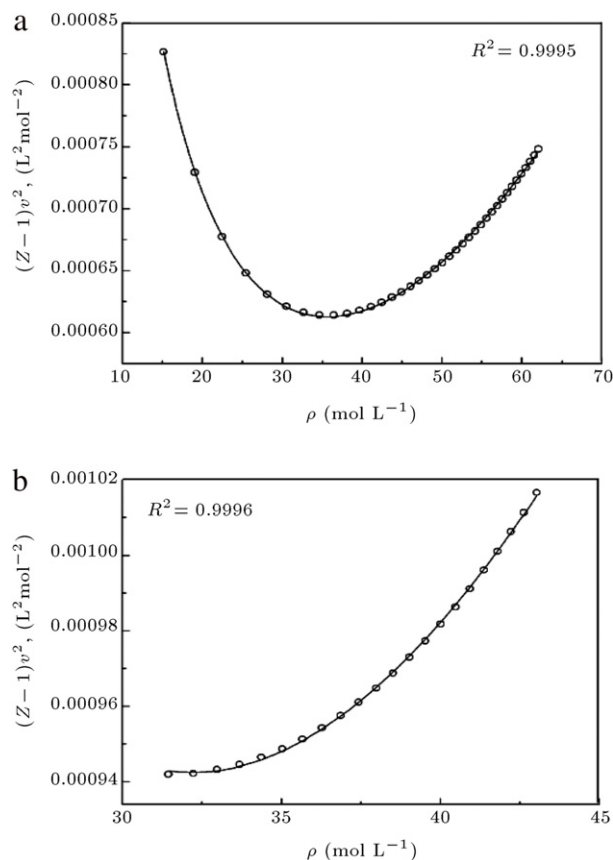 a
R² = 0.9995
(Z − 1)v², (L²mol⁻²)
0.00085
0.00080
0.00075
0.00070
0.00065
0.00060
10 20 30 40 50 60 70
ρ (mol L⁻¹)
b
R² = 0.9996
(Z − 1)v², (L²mol⁻²)
0.00102
0.00100
0.00098
0.00096
0.00094
30 35 40 45
ρ (mol L⁻¹)